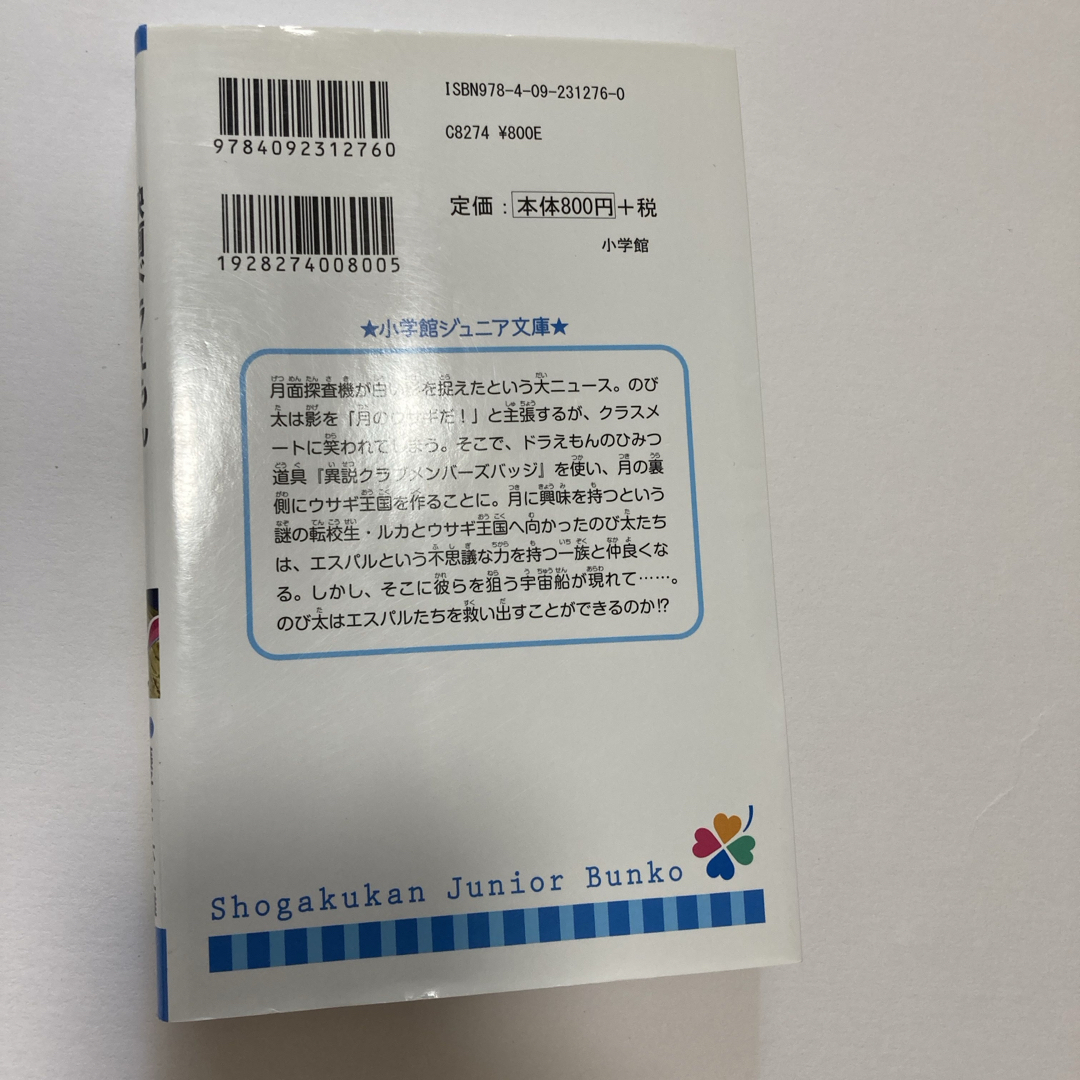 ISBN978-4-09-231276-0
9784092312760
C8274 ¥800E
定価：本体800円＋税
小学館
1928274008005
★小学館ジュニア文庫★
月面探査機が白い影を捉えたという大ニュース。のび
太は影を「月のウサギだ！」と主張するが、クラスメ
ートに笑われてしまう。そこで、ドラえもんのひみつ
道具『異説クラブメンバーズバッジ』を使い、月の裏
側にウサギ王国を作ることに。月に興味を持つという
謎の転校生・ルカとウサギ王国へ向かったのび太たち
は、エスパルという不思議な力を持つ一族と仲良くな
る。しかし、そこに彼らを狙う宇宙船が現れて……。
のび太はエスパルたちを救い出すことができるのか!?
Shogakukan Junior Bunko